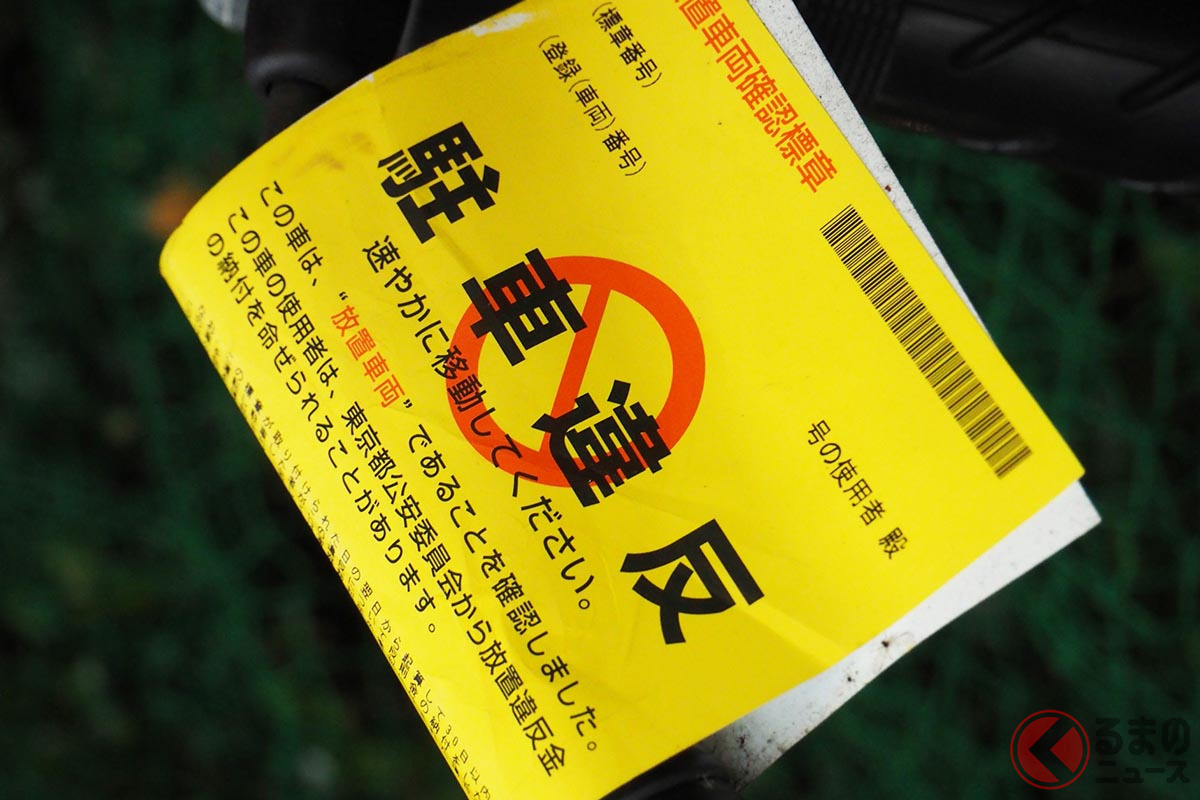 置車両確認標章
(標章番号)
(登録(車両)番号)
号の使用者 殿
駐車違反
速やかに移動してください。
この車は、“放置車両”であることを確認しました。
この車の使用者は、東京都公安委員会から放置違反金
の納付を命ぜられることがあります。
くるまの
ニュース